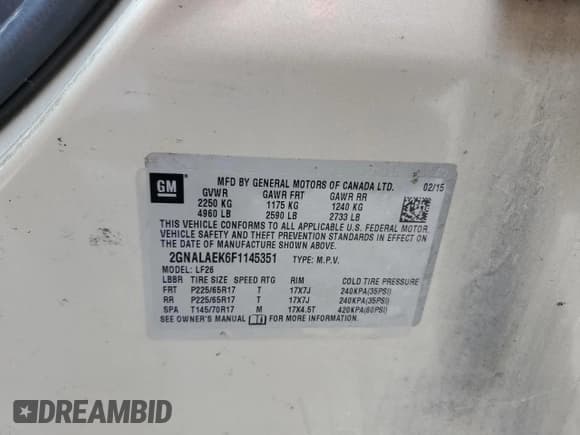 GM
MFD BY GENERAL MOTORS OF CANADA LTD. 02/15
GVWR GAWR FRT GAWR RR
2250 KG 1175 KG 1240 KG
4960 LB 2590 LB 2733 LB
THIS VEHICLE CONFORMS TO ALL APPLICABLE U.S. FEDERAL MOTOR
VEHICLE SAFETY AND THEFT PREVENTION STANDARDS IN EFFECT ON
THE DATE OF MANUFACTURE SHOWN ABOVE.
2GNALAEK6F1145351 TYPE: M.P.V.
MODEL: LF26
LBBR TIRE SIZE SPEED RTG RIM COLD TIRE PRESSURE
FRT P225/65R17 T 17X7J 240KPA(35PSI)
RR P225/65R17 T 17X7J 240KPA(35PSI)
SPA T145/70R17 M 17X4.5T 420KPA(60PSI)
SEE OWNER'S MANUAL FOR MORE INFORMATION.
DREAMBID